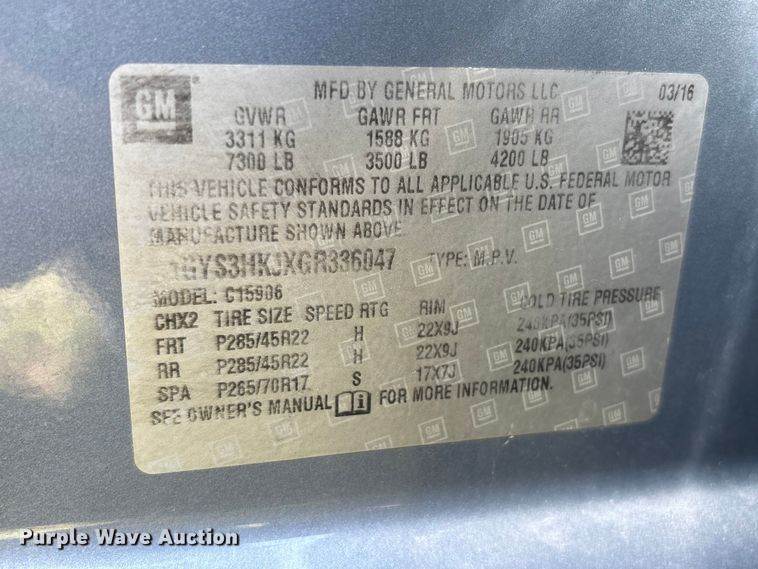 GM
MFD BY GENERAL MOTORS LLC
03/16
GVWR GAWR FRT GAWR RR
3311 KG 1588 KG 1905 KG
7300 LB 3500 LB 4200 LB
THIS VEHICLE CONFORMS TO ALL APPLICABLE U.S. FEDERAL MOTOR
VEHICLE SAFETY STANDARDS IN EFFECT ON THE DATE OF
MANUFACTURE SHOWN ABOVE.
1GYS3HKJXGR336047 TYPE: M.P.V.
MODEL: C15906
CHX2 TIRE SIZE SPEED RTG RIM COLD TIRE PRESSURE
FRT P285/45R22 H 22X9J 240KPA(35PSI)
RR P285/45R22 H 22X9J 240KPA(35PSI)
SPA P265/70R17 S 17X7J 240KPA(35PSI)
SEE OWNER'S MANUAL FOR MORE INFORMATION.
Purple Wave Auction